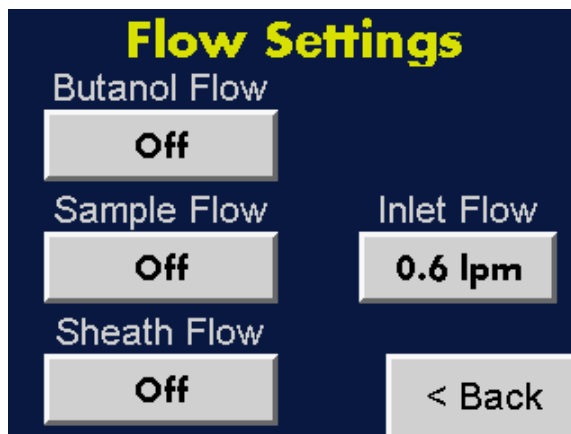 Flow Settings
Butanol Flow
Off
Sample Flow
Off
Inlet Flow
0.6 lpm
Sheath Flow
Off
< Back